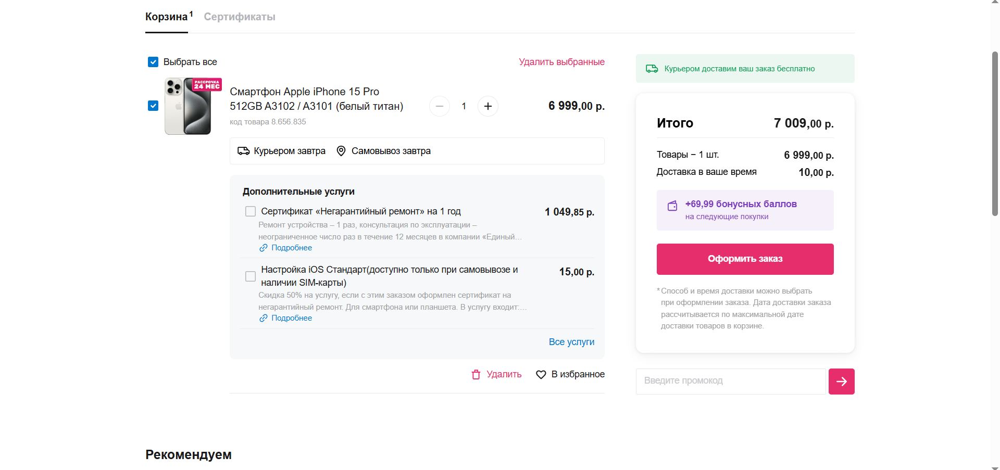 Корзина 1
Сертификаты
Выбрать все
Удалить выбранные
РАССРОЧКА
24 МЕС
Смартфон Apple iPhone 15 Pro
512GB A3102 / A3101 (белый титан)
код товара 8.656.835
1
6 999,00 р.
Курьером завтра
Самовывоз завтра
Дополнительные услуги
Сертификат «Негарантийный ремонт» на 1 год
1 049,85 р.
Ремонт устройства – 1 раз, консультация по эксплуатации –
неограниченное число раз в течение 12 месяцев в компании «Единый...
Подробнее
Настройка iOS Стандарт(доступно только при самовывозе и
наличии SIM-карты)
15,00 р.
Скидка 50% на услугу, если с этим заказом оформлен сертификат на
негарантийный ремонт. Для смартфона или планшета. В услугу входит:...
Подробнее
Все услуги
Удалить
В избранное
Курьером доставим ваш заказ бесплатно
Итого
7 009,00 р.
Товары – 1 шт.
6 999,00 р.
Доставка в ваше время
10,00 р.
+69,99 бонусных баллов
на следующие покупки
Оформить заказ
* Способ и время доставки можно выбрать
при оформлении заказа. Дата доставки заказа
рассчитывается по максимальной дате
доставки товаров в корзине.
Введите промокод
Рекомендуем